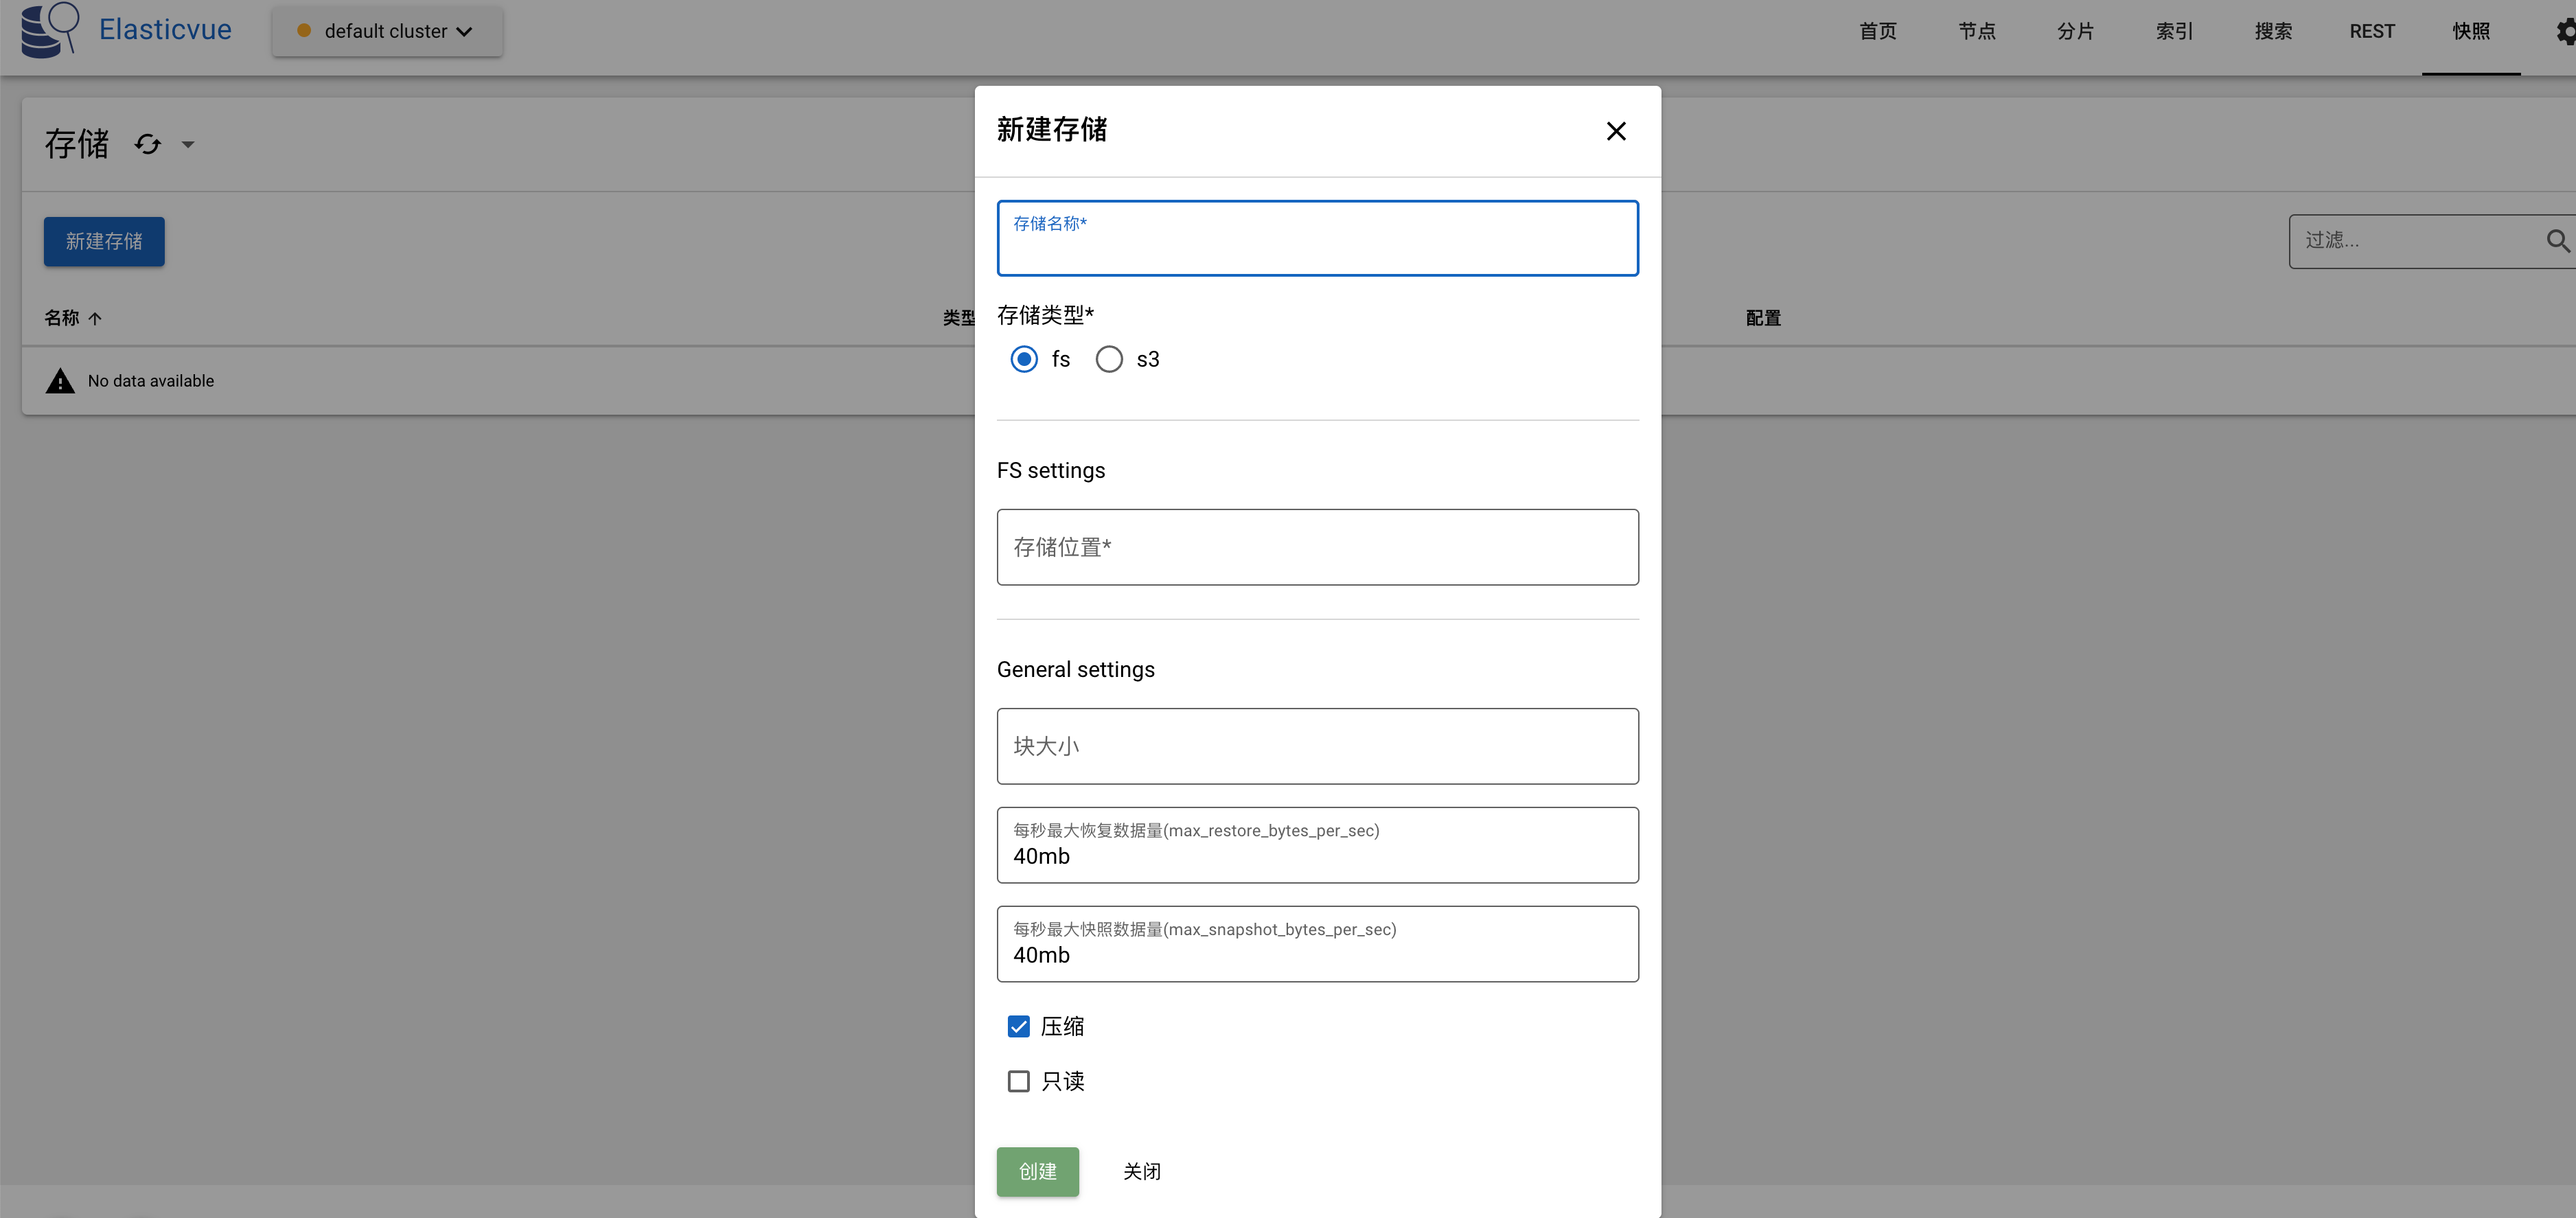 Elasticvue
default cluster
首页 节点 分片 索引 搜索 REST 快照
存储
新建存储
过滤...
名称 类型 配置
No data available
新建存储
存储名称*
存储类型*
fs s3
FS settings
存储位置*
General settings
块大小
每秒最大恢复数据量(max_restore_bytes_per_sec)
40mb
每秒最大快照数据量(max_snapshot_bytes_per_sec)
40mb
压缩
只读
创建 关闭